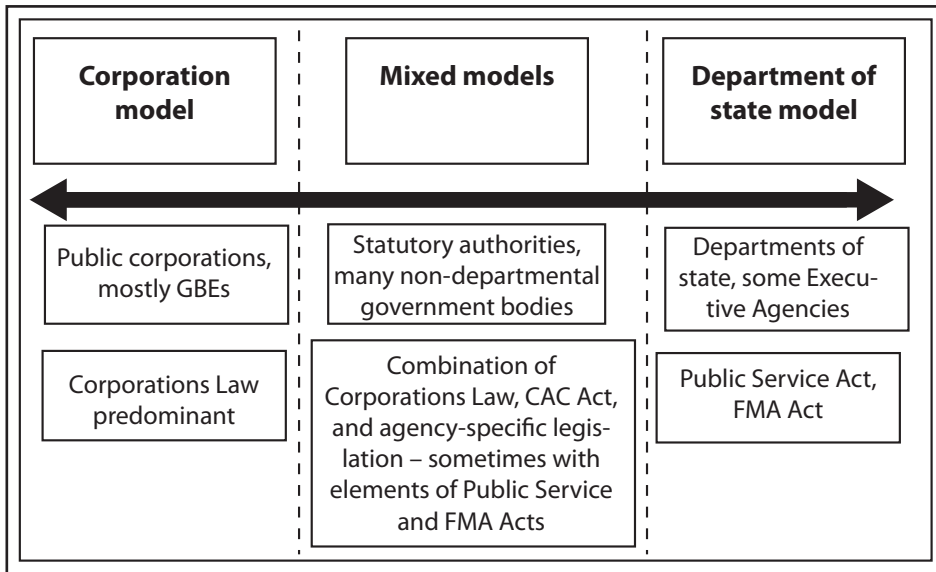 Corporation
model
Mixed models
Department of
state model
Public corporations,
mostly GBEs
Statutory authorities,
many non-departmental
government bodies
Departments of
state, some Execu-
tive Agencies
Corporations Law
predominant
Combination of
Corporations Law, CAC Act,
and agency-specific legis-
lation – sometimes with
elements of Public Service
and FMA Acts
Public Service Act,
FMA Act